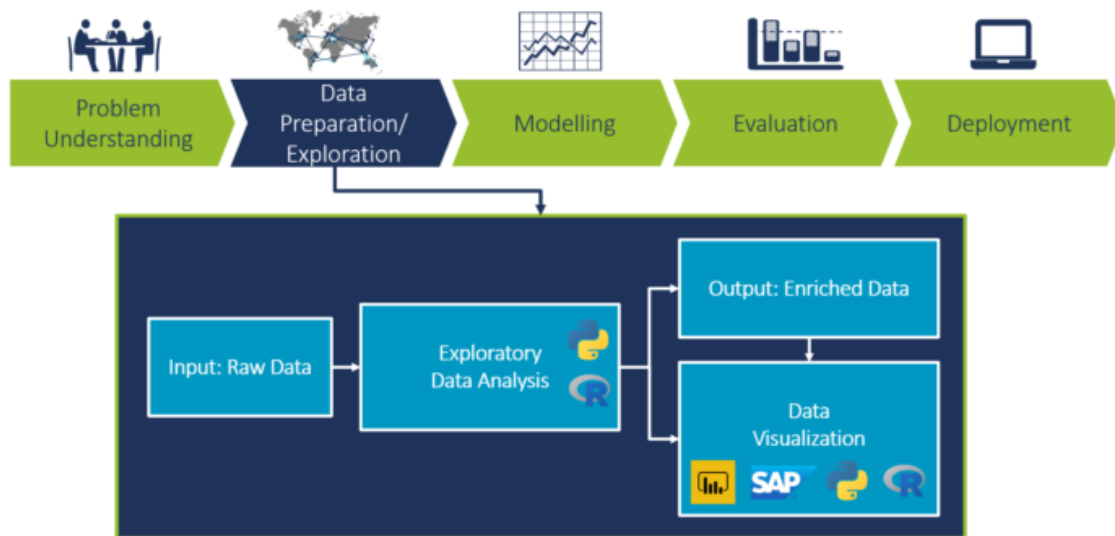 Problem
Understanding
Data
Preparation/
Exploration
Modelling
Evaluation
Deployment
Input: Raw Data
Exploratory
Data Analysis
R
Output: Enriched Data
Data
Visualization
SAP
R